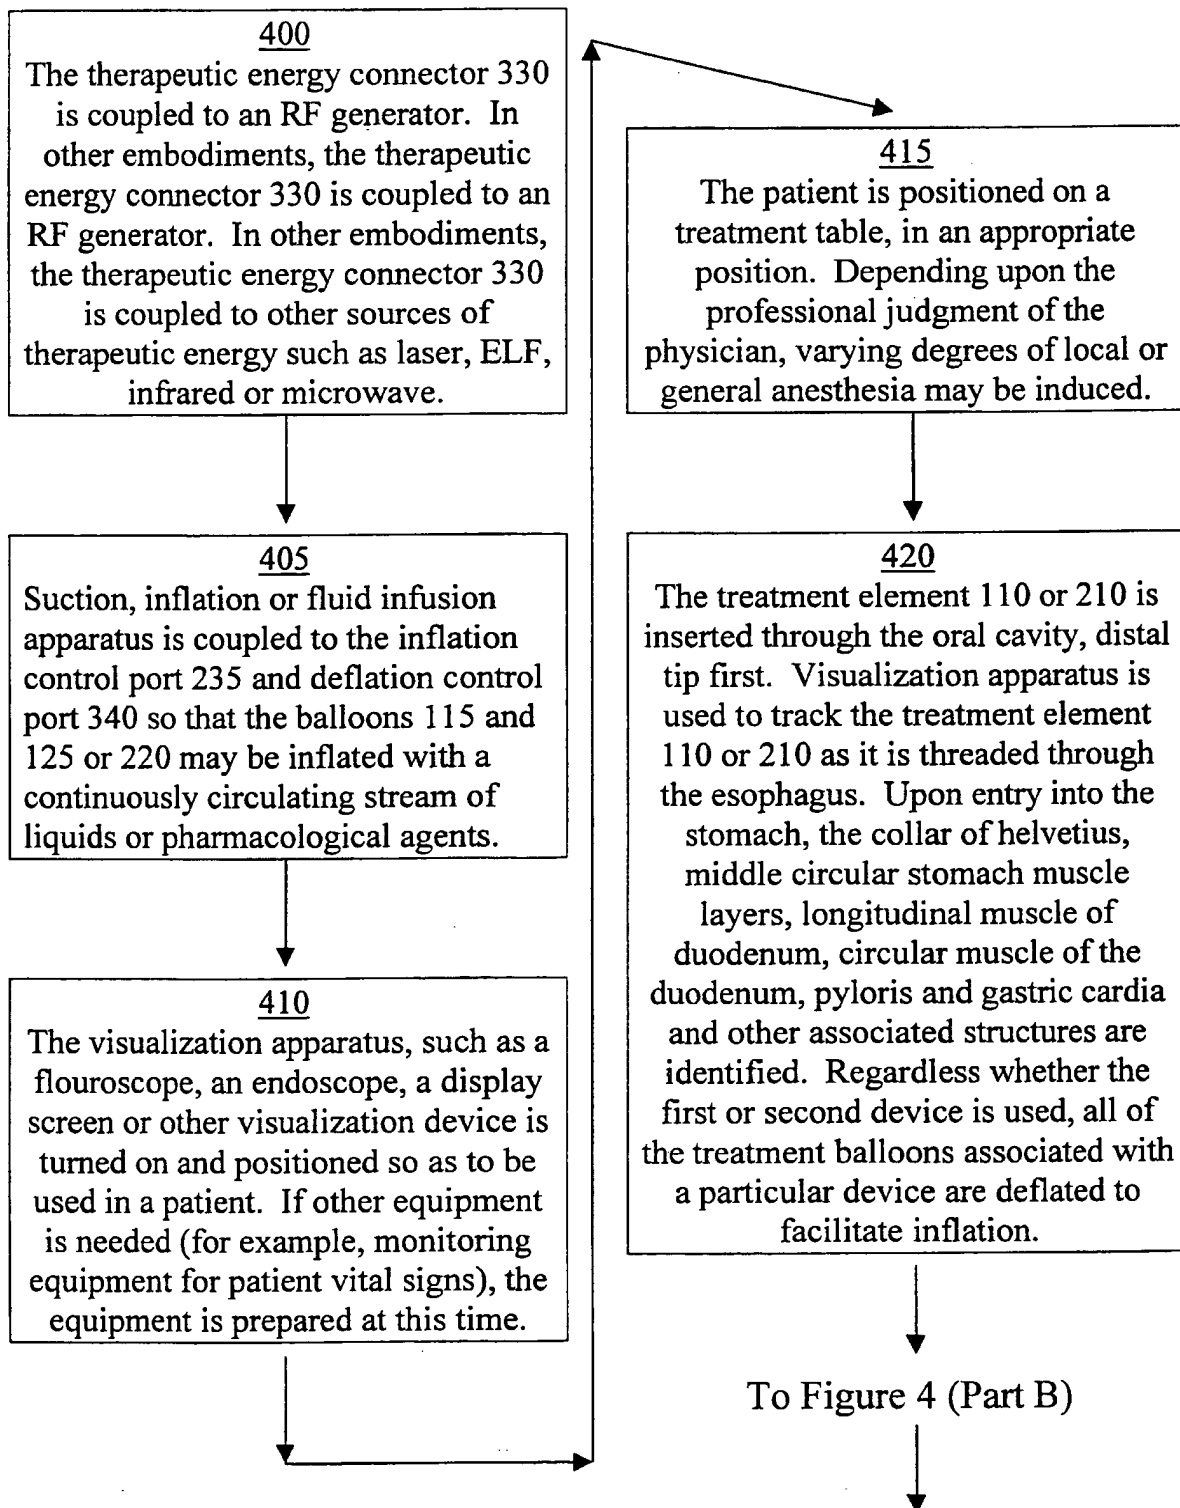 400
The therapeutic energy connector 330
is coupled to an RF generator. In
other embodiments, the therapeutic
energy connector 330 is coupled to an
RF generator. In other embodiments,
the therapeutic energy connector 330
is coupled to other sources of
therapeutic energy such as laser, ELF,
infrared or microwave.
405
Suction, inflation or fluid infusion
apparatus is coupled to the inflation
control port 235 and deflation control
port 340 so that the balloons 115 and
125 or 220 may be inflated with a
continuously circulating stream of
liquids or pharmacological agents.
410
The visualization apparatus, such as a
flouroscope, an endoscope, a display
screen or other visualization device is
turned on and positioned so as to be
used in a patient. If other equipment
is needed (for example, monitoring
equipment for patient vital signs), the
equipment is prepared at this time.
415
The patient is positioned on a
treatment table, in an appropriate
position. Depending upon the
professional judgment of the
physician, varying degrees of local or
general anesthesia may be induced.
420
The treatment element 110 or 210 is
inserted through the oral cavity, distal
tip first. Visualization apparatus is
used to track the treatment element
110 or 210 as it is threaded through
the esophagus. Upon entry into the
stomach, the collar of helvetius,
middle circular stomach muscle
layers, longitudinal muscle of
duodenum, circular muscle of the
duodenum, pyloris and gastric cardia
and other associated structures are
identified. Regardless whether the
first or second device is used, all of
the treatment balloons associated with
a particular device are deflated to
facilitate inflation.
To Figure 4 (Part B)